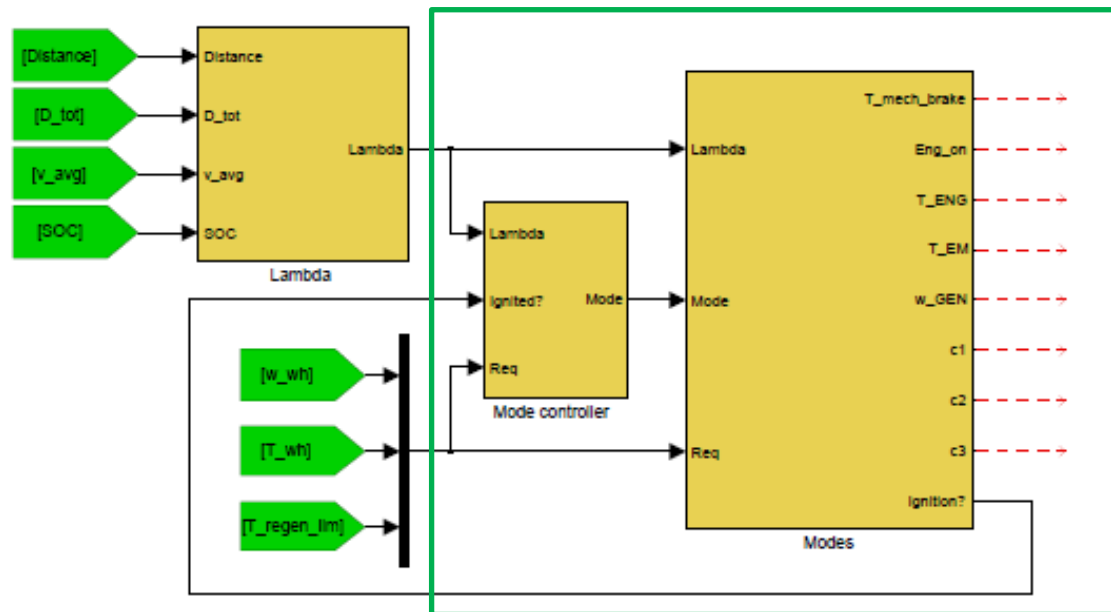 [Distance]
[D_tot]
[v_avg]
[SOC]
Distance
D_tot
v_avg
SOC
Lambda
Lambda
[w_wh]
[T_wh]
[T_regen_lim]
Lambda
Ignited?
Req
Mode
Mode controller
Lambda
Mode
Req
T_mech_brake
Eng_on
T_ENG
T_EM
w_GEN
c1
c2
c3
Ignition?
Modes